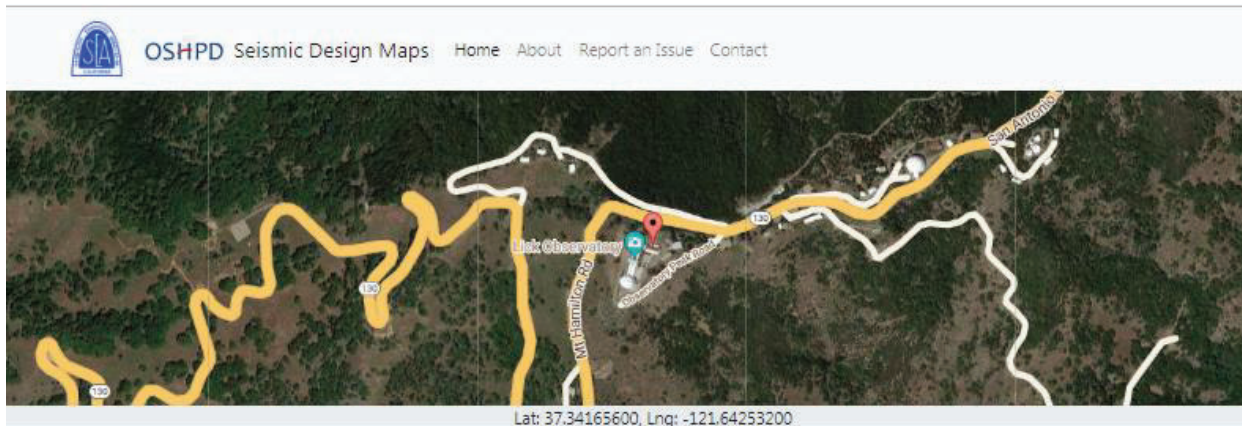 OSHPD Seismic Design Maps Home About Report an Issue Contact
San Antonio
130
Lick Observatory
Observatory Peak Road
Mt Hamilton Rd
130
130
Lat: 37.34165600, Lng: -121.64253200